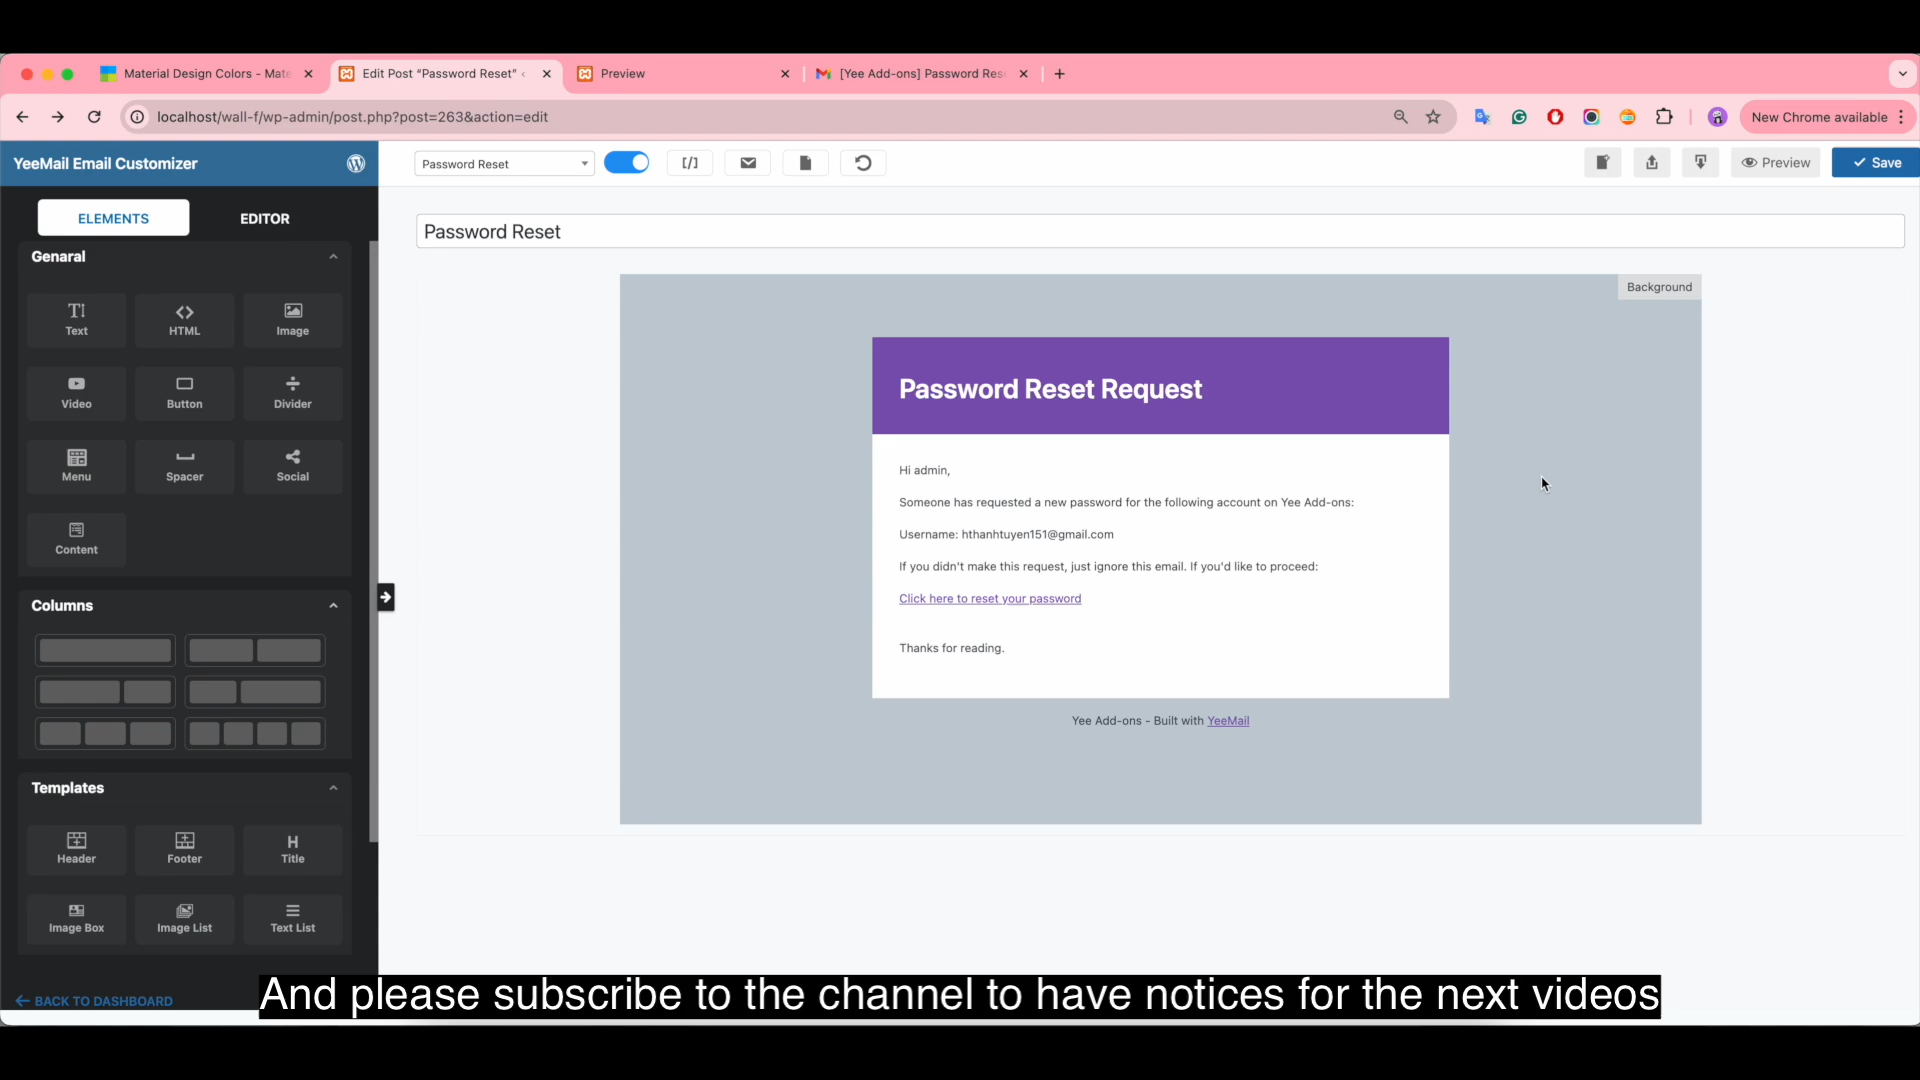 Material Design Colors - Mate
Edit Post “Password Reset” ‹
Preview
[Yee Add-ons] Password Res
localhost/wall-f/wp-admin/post.php?post=263&action=edit
New Chrome available
YeeMail Email Customizer
Password Reset
[/]
Preview
Save
ELEMENTS
EDITOR
Password Reset
Genaral
Background
Text
HTML
Image
Password Reset Request
Video
Button
Divider
Menu
Spacer
Social
Hi admin,
Someone has requested a new password for the following account on Yee Add-ons:
Username: hthanhtuyen151@gmail.com
Content
If you didn't make this request, just ignore this email. If you'd like to proceed:
Click here to reset your password
Columns
Thanks for reading.
Yee Add-ons - Built with YeeMail
Templates
Header
Footer
H
Title
Image Box
Image List
Text List
BACK TO DASHBOARD
And please subscribe to the channel to have notices for the next videos